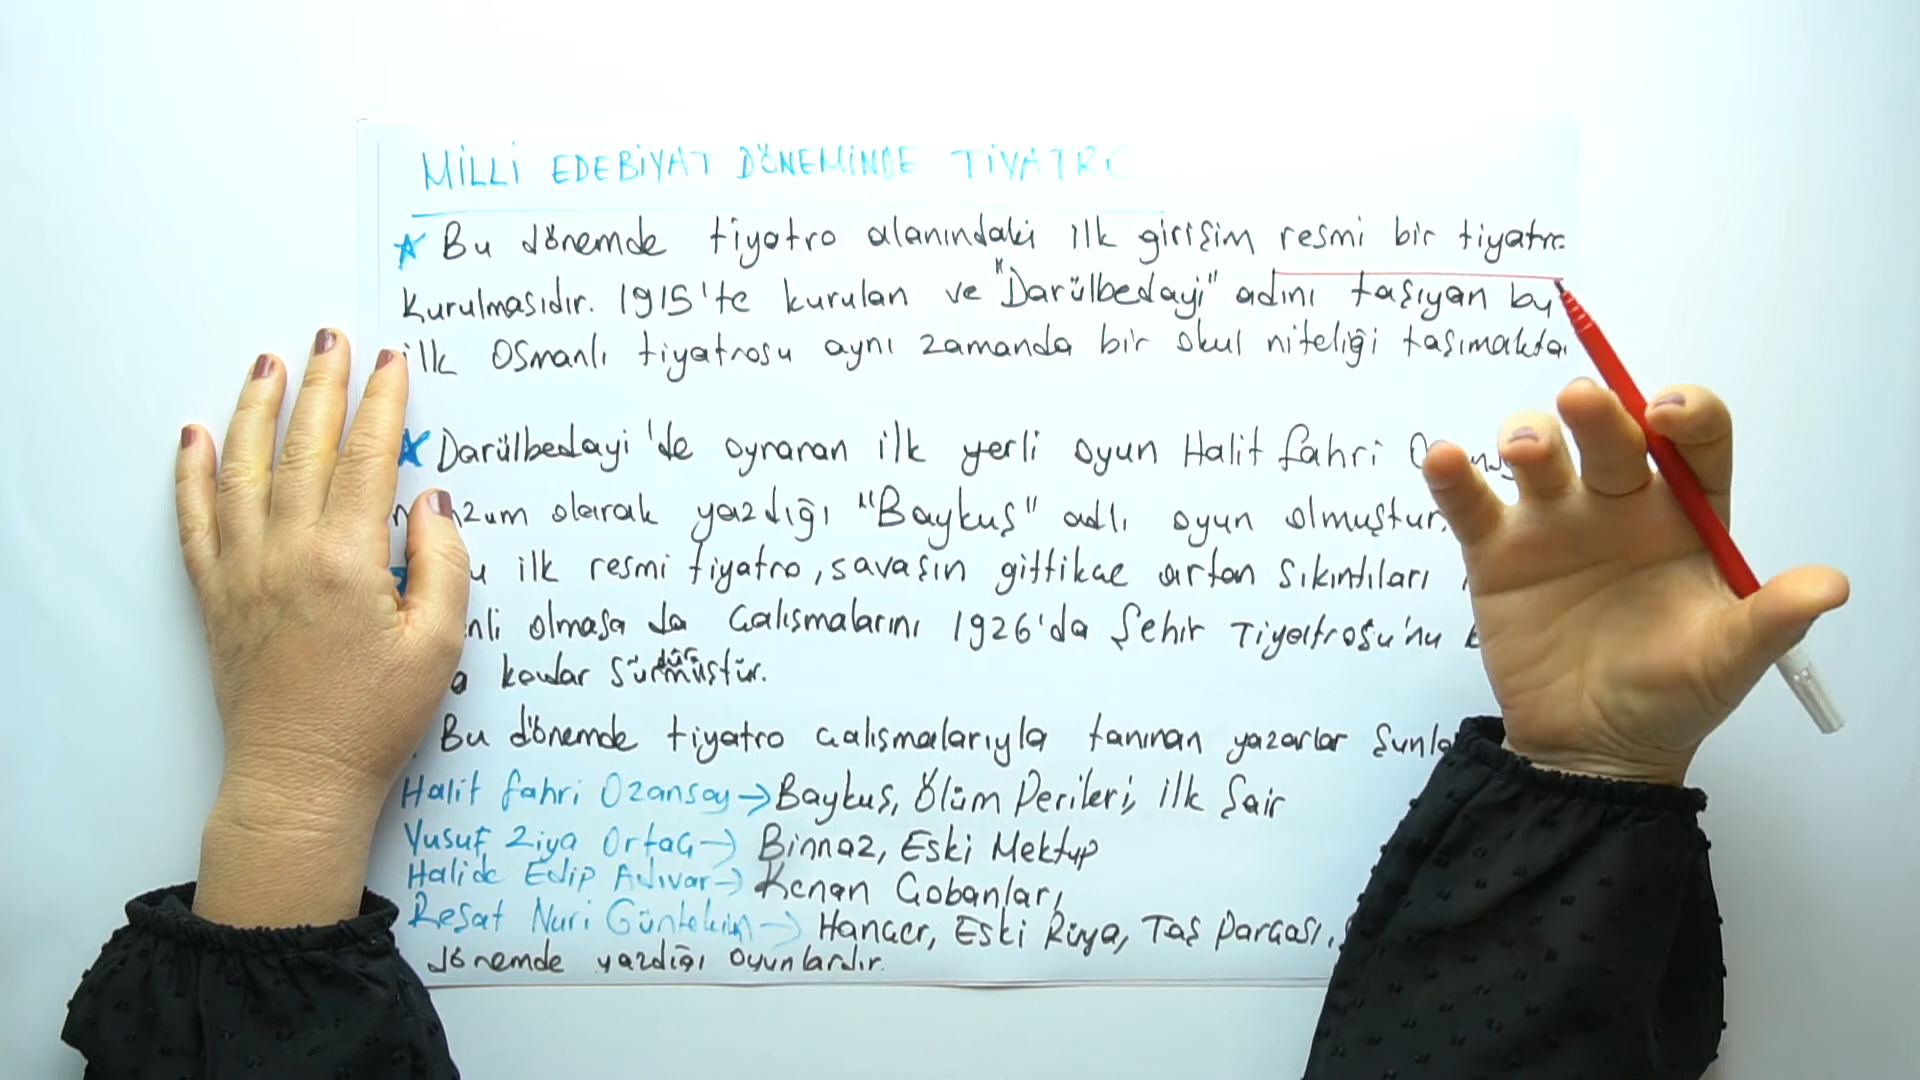 MİLLİ EDEBİYAT DÖNEMİNDE TİYATRO
Bu dönemde tiyatro alanındaki ilk girişim resmi bir tiyatro
kurulmasıdır. 1915'te kurulan ve "Darülbedayi" adını taşıyan bu
ilk Osmanlı tiyatrosu aynı zamanda bir okul niteliği taşımakta
Darülbedayi'de oynanan ilk yerli oyun Halit Fahri
olarak yazdığı "Baykuş" adlı oyun olmuştur.
ilk resmi tiyatro, savaşın gittikçe artan sıkıntıları
olmasa da çalışmalarını 1926'da Şehir Tiyatrosu'nu
kadar sürdürmüştür.
Bu dönemde tiyatro çalışmalarıyla tanınan yazarlar
Halit Fahri Ozansoy → Baykuş, Ölüm Perileri, İlk Şair
Yusuf Ziya Ortaç → Binnaz, Eski Mektup
Halide Edip Adıvar → Kenan Çobanları
Reşat Nuri Güntekin → Hançer, Eski Rüya, Taş Parçası,
dönemde yazdığı oyunlardır.